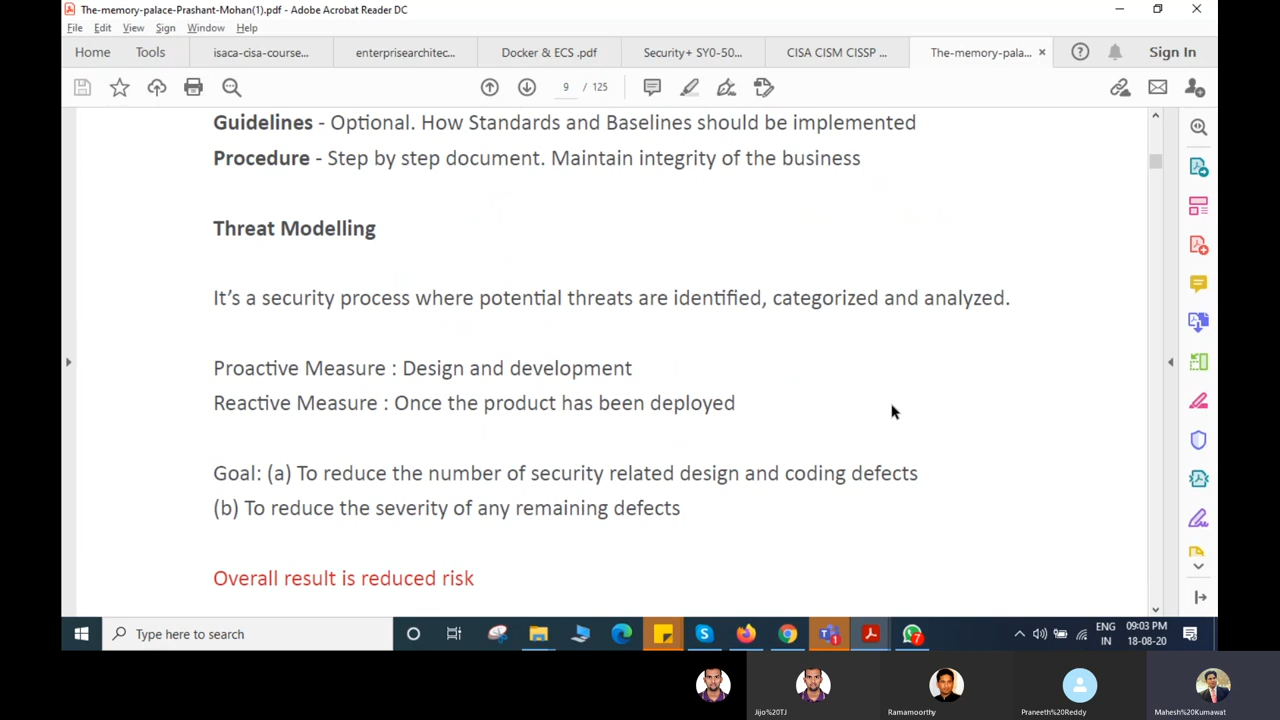 The-memory-palace-Prashant-Mohan(1).pdf - Adobe Acrobat Reader DC
File Edit View Sign Window Help
Home Tools isaca-cisa-course... enterprisearchitec... Docker & ECS .pdf Security+ SY0-50... CISA CISM CISSP ... The-memory-pala... × Sign In
9 / 125
Guidelines - Optional. How Standards and Baselines should be implemented
Procedure - Step by step document. Maintain integrity of the business
Threat Modelling
It's a security process where potential threats are identified, categorized and analyzed.
Proactive Measure : Design and development
Reactive Measure : Once the product has been deployed
Goal: (a) To reduce the number of security related design and coding defects
(b) To reduce the severity of any remaining defects
Overall result is reduced risk
Type here to search
1
7
ENG
IN
09:03 PM
18-08-20
Jijo%20TJ
Ramamoorthy
Praneeth%20Reddy
Mahesh%20Kumawat